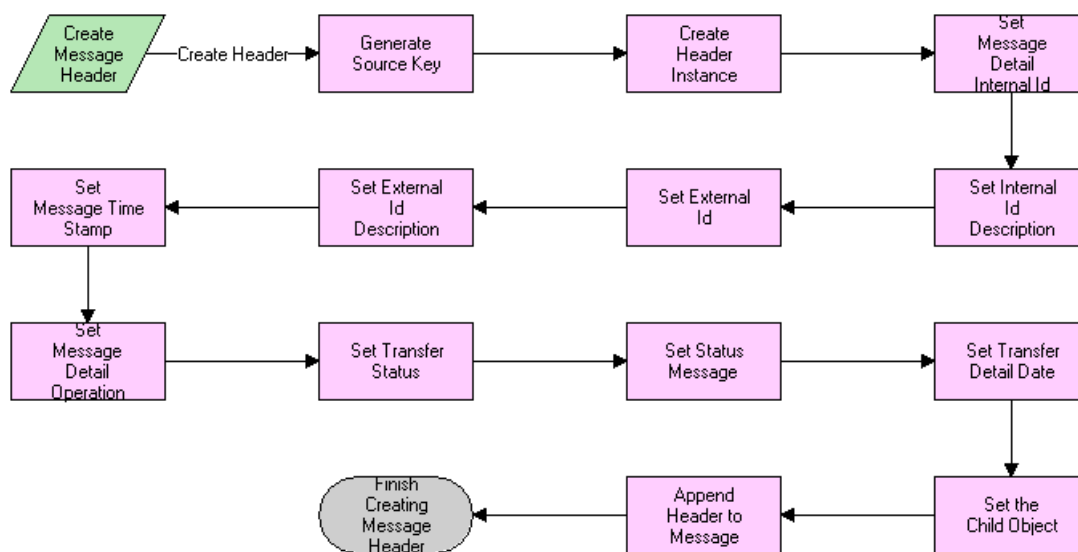 Create
Message
Header
Create Header
Generate
Source Key
Create
Header
Instance
Set
Message
Detail
Internal Id
Set Internal
Id
Description
Set External
Id
Set External
Id
Description
Set
Message Time
Stamp
Set
Message
Detail
Operation
Set Transfer
Status
Set Status
Message
Set Transfer
Detail Date
Set the
Child Object
Append
Header to
Message
Finish
Creating
Message
Header